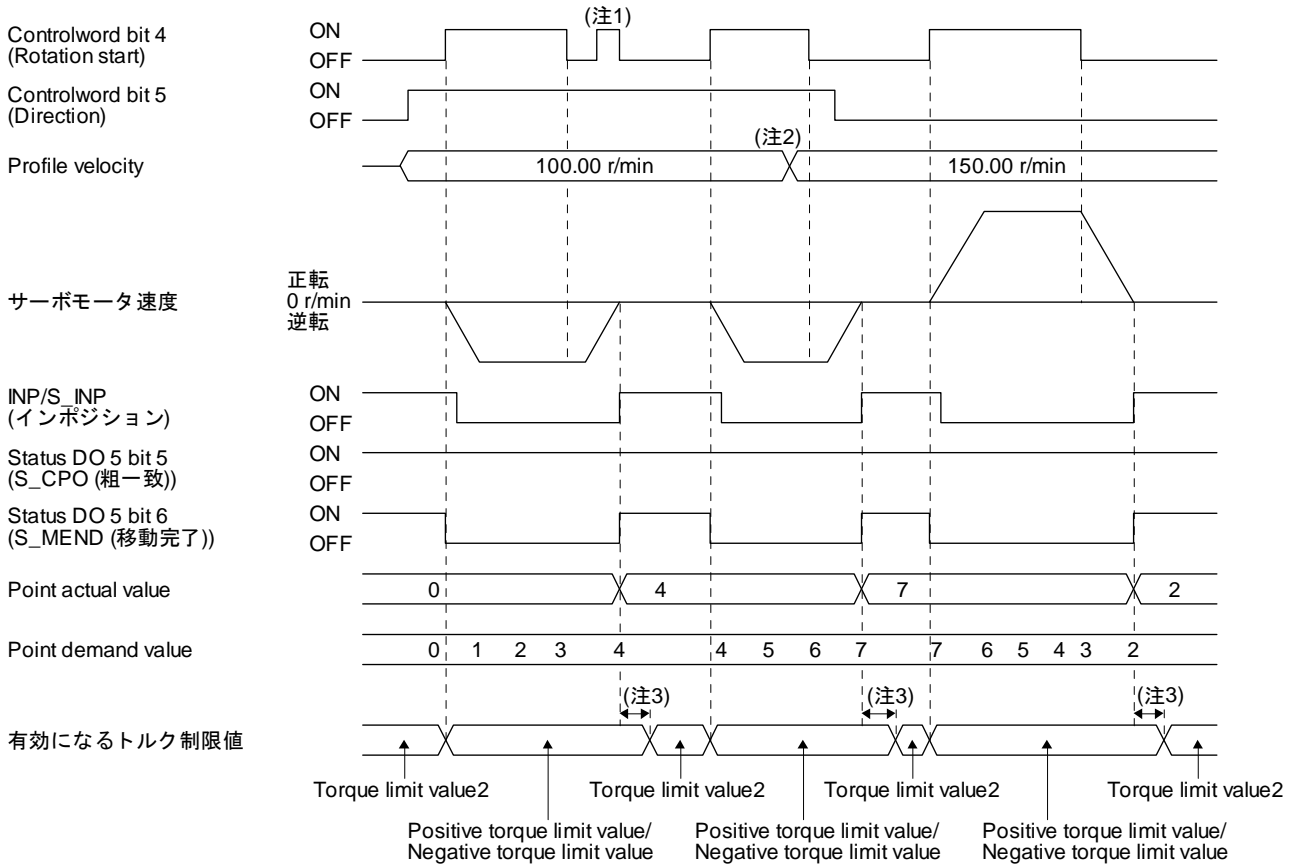 (注1)
Controlword bit 4
(Rotation start)
ON
OFF
Controlword bit 5
(Direction)
ON
OFF
(注2)
Profile velocity
100.00 r/min
150.00 r/min
サーボモータ速度
正転
0 r/min
逆転
INP/S_INP
(インポジション)
ON
OFF
Status DO 5 bit 5
(S_CPO (粗一致))
ON
OFF
Status DO 5 bit 6
(S_MEND (移動完了))
ON
OFF
Point actual value
0 4 7 2
Point demand value
0 1 2 3 4 4 5 6 7 7 6 5 4 3 2
(注3) (注3) (注3)
有効になるトルク制限値
Torque limit value2 Torque limit value2 Torque limit value2 Torque limit value2
Positive torque limit value/ Positive torque limit value/ Positive torque limit value/
Negative torque limit value Negative torque limit value Negative torque limit value